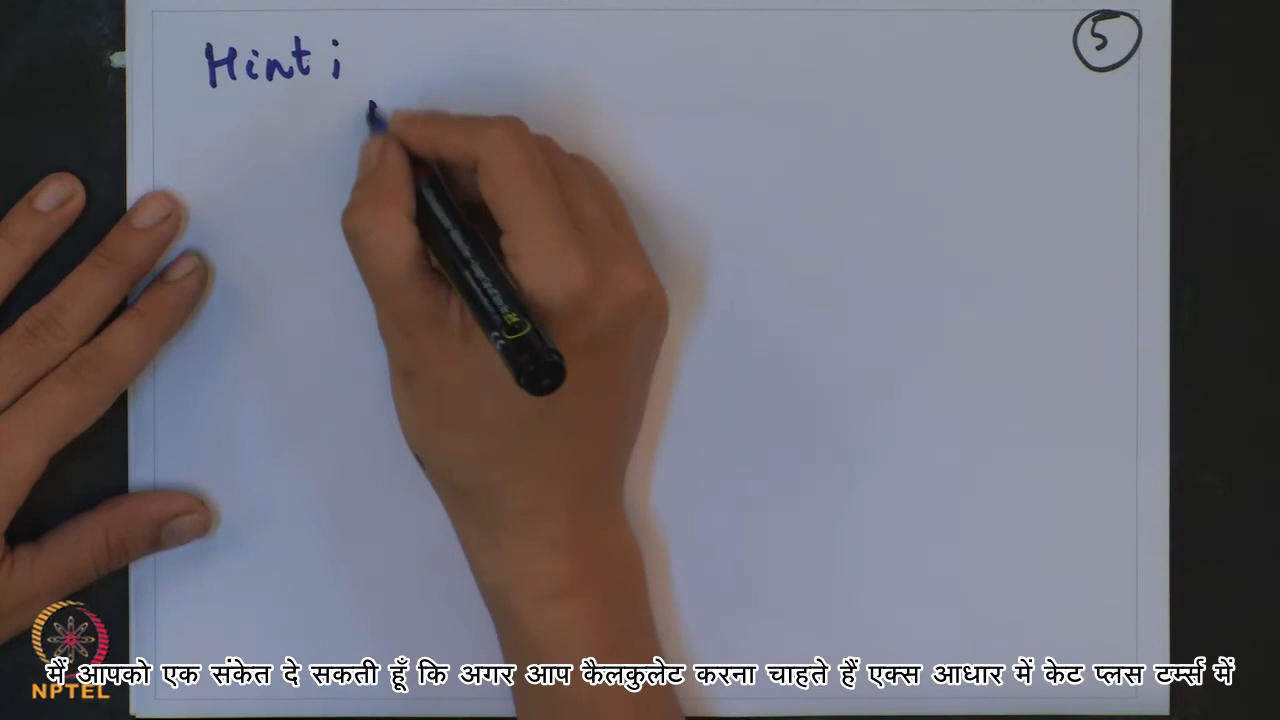 Hint ;
5
मैं आपको एक संकेत दे सकती हूँ कि अगर आप कैलकुलेट करना चाहते हैं एक्स आधार में केट प्लस टर्म्स में
NPTEL